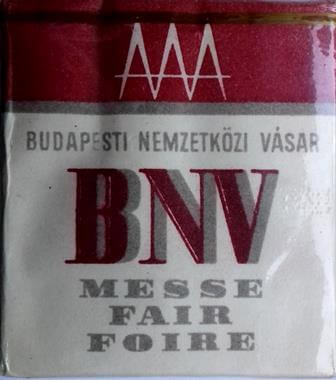 BUDAPESTI NEMZETKÖZI VÁSAR
BNV
MESSE
FAIR
FOIRE